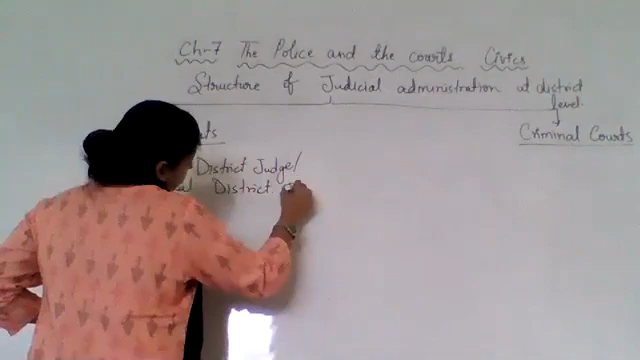 Ch-7 The Police and the courts Civics
Structure of Judicial administration at district
level.
Criminal Courts
District Judge/
District